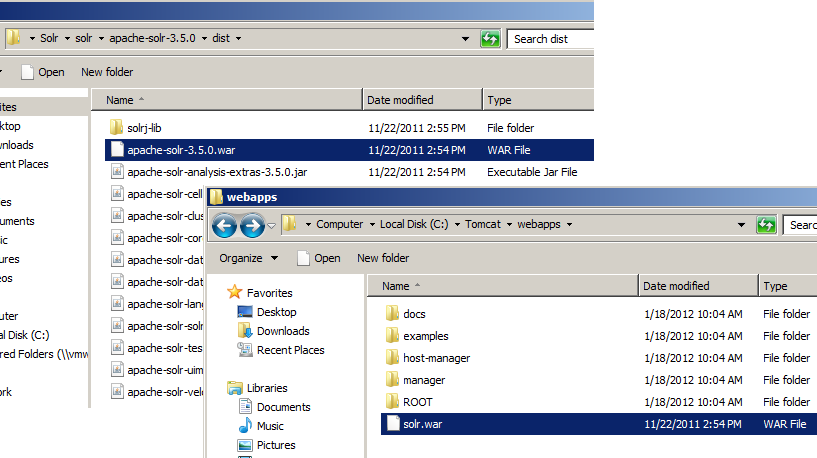 Solr solr apache-solr-3.5.0 dist Search dist
Open New folder
Name Date modified Type
solrj-lib 11/22/2011 2:55 PM File folder
apache-solr-3.5.0.war 11/22/2011 2:54 PM WAR File
apache-solr-analysis-extras-3.5.0.jar 11/22/2011 2:54 PM Executable Jar File
apache-solr-cell
apache-solr-clus
apache-solr-cor
apache-solr-dat
apache-solr-dat
apache-solr-lang
apache-solr-solr
apache-solr-tes
apache-solr-uim
apache-solr-velo
ites
ktop
wnloads
ent Places
es
uments
ic
ures
eos
uter
al Disk (C:)
red Folders (\\vmw
ork
webapps
Computer Local Disk (C:) Tomcat webapps Searc
Organize Open New folder
Favorites
Desktop
Downloads
Recent Places
Libraries
Documents
Music
Pictures
Name Date modified Type
docs 1/18/2012 10:04 AM File folder
examples 1/18/2012 10:04 AM File folder
host-manager 1/18/2012 10:04 AM File folder
manager 1/18/2012 10:04 AM File folder
ROOT 1/18/2012 10:04 AM File folder
solr.war 11/22/2011 2:54 PM WAR File